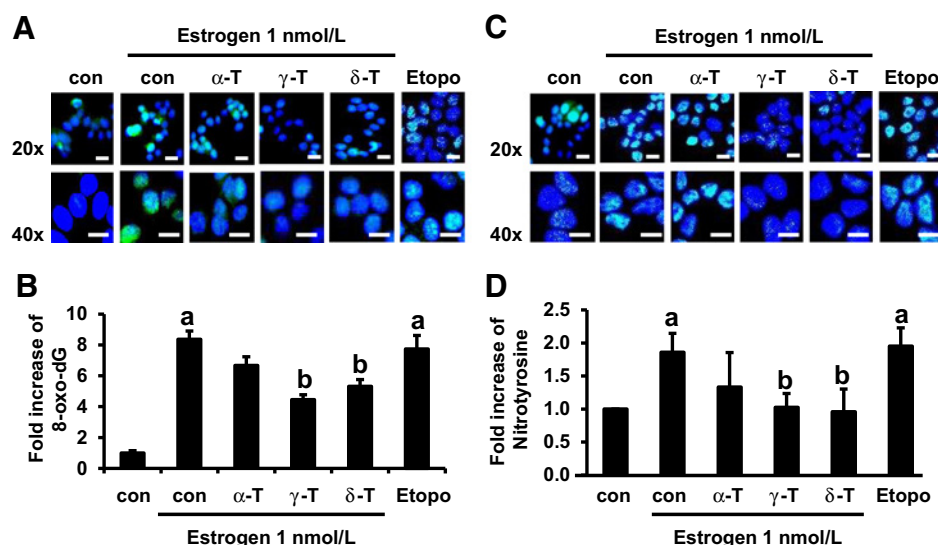 A
Estrogen 1 nmol/L
con con α-T γ-T δ-T Etopo
20x
40x
B
Fold increase of
8-oxo-dG
10
8
6
4
2
0
a
b
b
a
con con α-T γ-T δ-T Etopo
Estrogen 1 nmol/L
C
Estrogen 1 nmol/L
con con α-T γ-T δ-T Etopo
20x
40x
D
Fold increase of
Nitrotyrosine
2.5
2.0
1.5
1.0
0.5
0.0
a
b
b
a
con con α-T γ-T δ-T Etopo
Estrogen 1 nmol/L